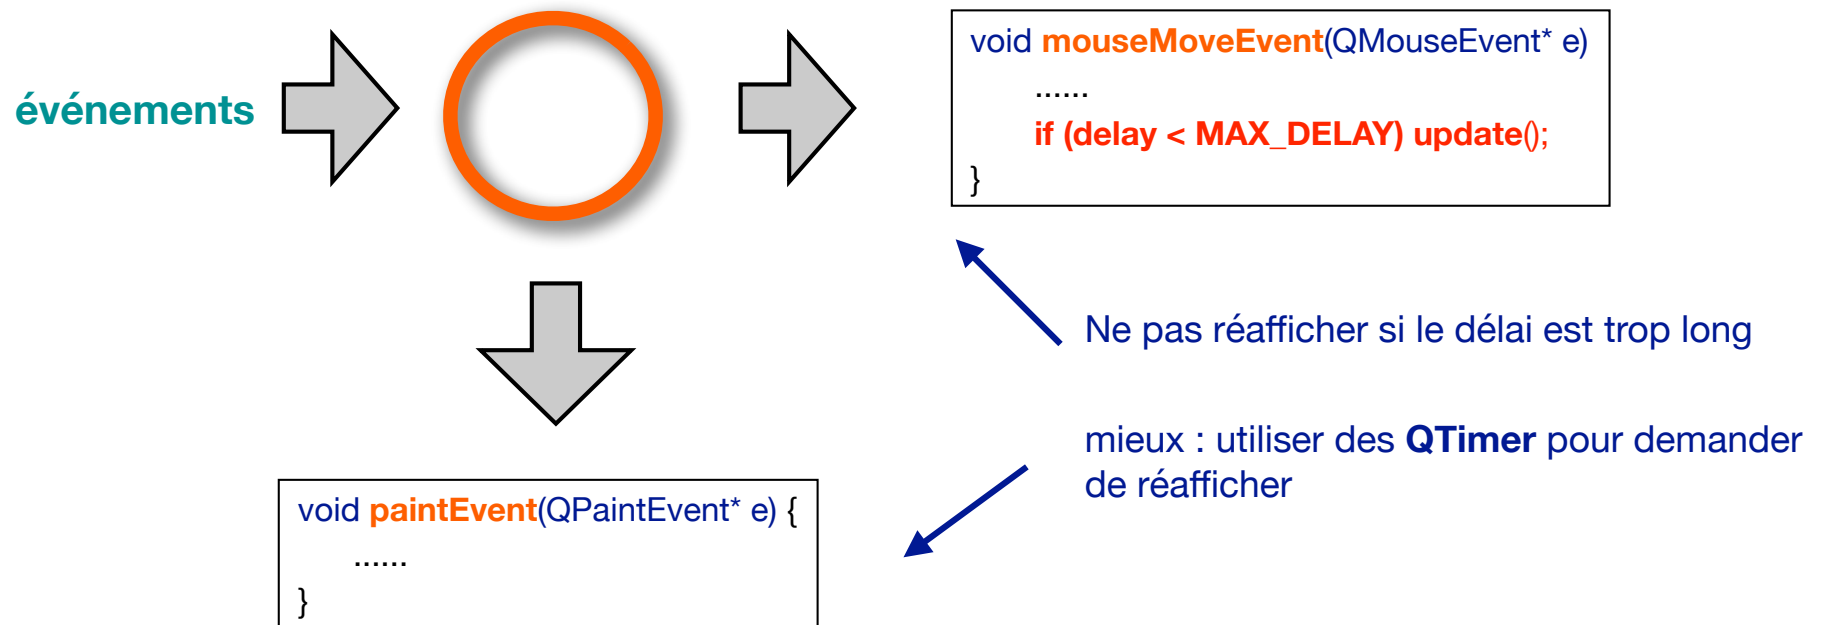 événements
void mouseMoveEvent(QMouseEvent* e)
......
if (delay < MAX_DELAY) update();
}
Ne pas réafficher si le délai est trop long
mieux : utiliser des QTimer pour demander
de réafficher
void paintEvent(QPaintEvent* e) {
......
}